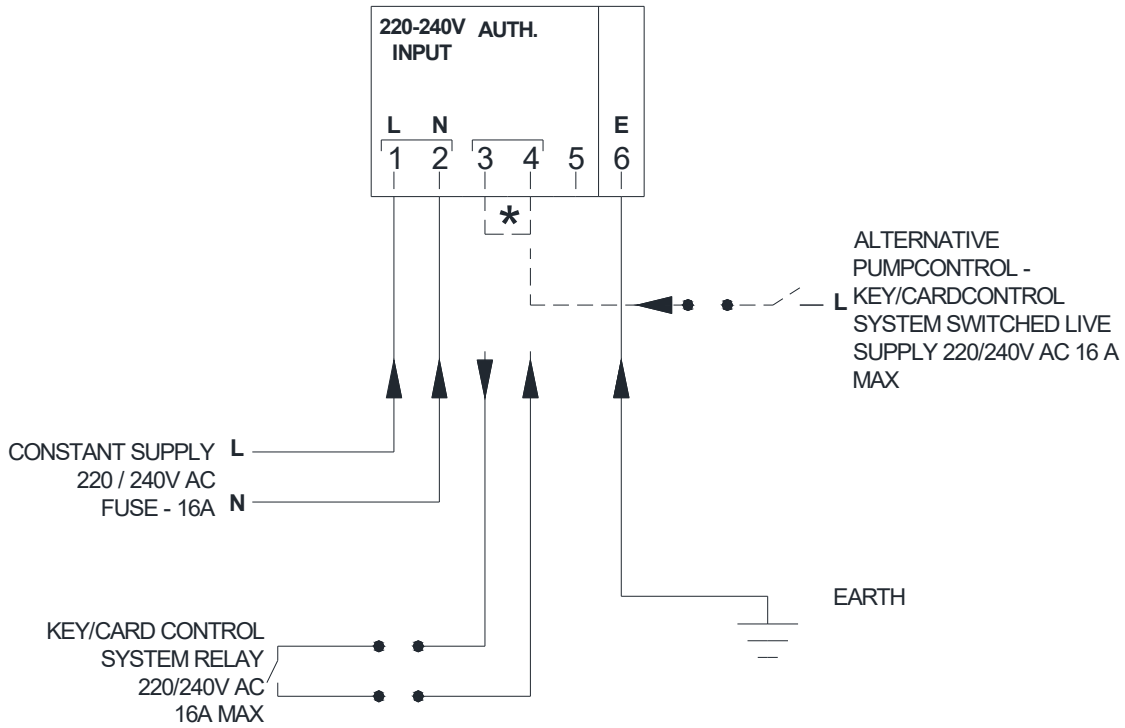 220-240V AUTH.
INPUT
L N E
1 2 3 4 5 6
*
ALTERNATIVE
PUMPCONTROL -
KEY/CARDCONTROL
SYSTEM SWITCHED LIVE
SUPPLY 220/240V AC 16 A
MAX
L
CONSTANT SUPPLY L
220 / 240V AC
FUSE - 16A N
EARTH
KEY/CARD CONTROL
SYSTEM RELAY
220/240V AC
16A MAX